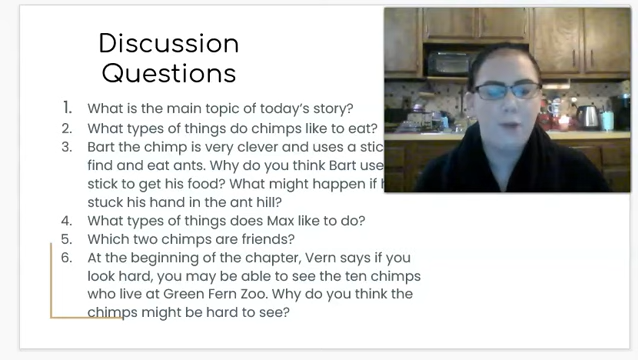 Discussion
Questions
1. What is the main topic of today's story?
2. What types of things do chimps like to eat?
3. Bart the chimp is very clever and uses a
find and eat ants. Why do you think Bart
stick to get his food? What might happen if
stuck his hand in the ant hill?
4. What types of things does Max like to do?
5. Which two chimps are friends?
6. At the beginning of the chapter, Vern says if you
look hard, you may be able to see the ten chimps
who live at Green Fern Zoo. Why do you think the
chimps might be hard to see?